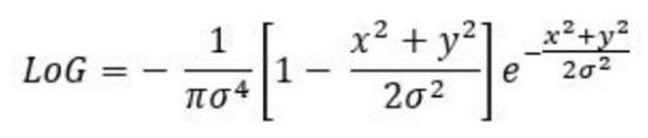 LoG = − 1/(πσ⁴) [1 − (x² + y²)/(2σ²)] e^(−(x²+y²)/(2σ²))